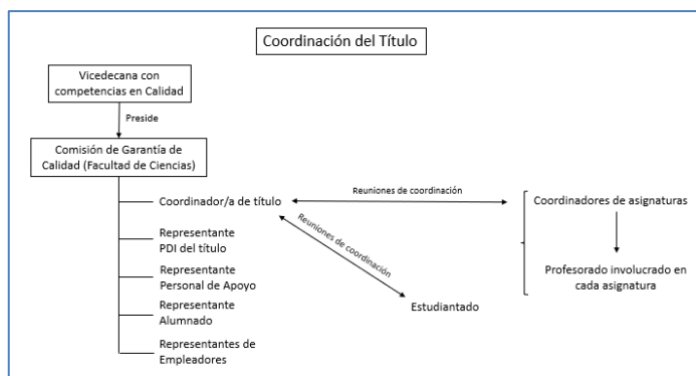 Coordinación del Título
Vicedecana con
competencias en Calidad
Preside
Comisión de Garantía de
Calidad (Facultad de Ciencias)
Coordinador/a de título
Reuniones de coordinación
Coordinadores de asignaturas
Reuniones de coordinación
Representante
PDI del título
Profesorado involucrado en
cada asignatura
Representante
Personal de Apoyo
Estudiantado
Representante
Alumnado
Representantes de
Empleadores